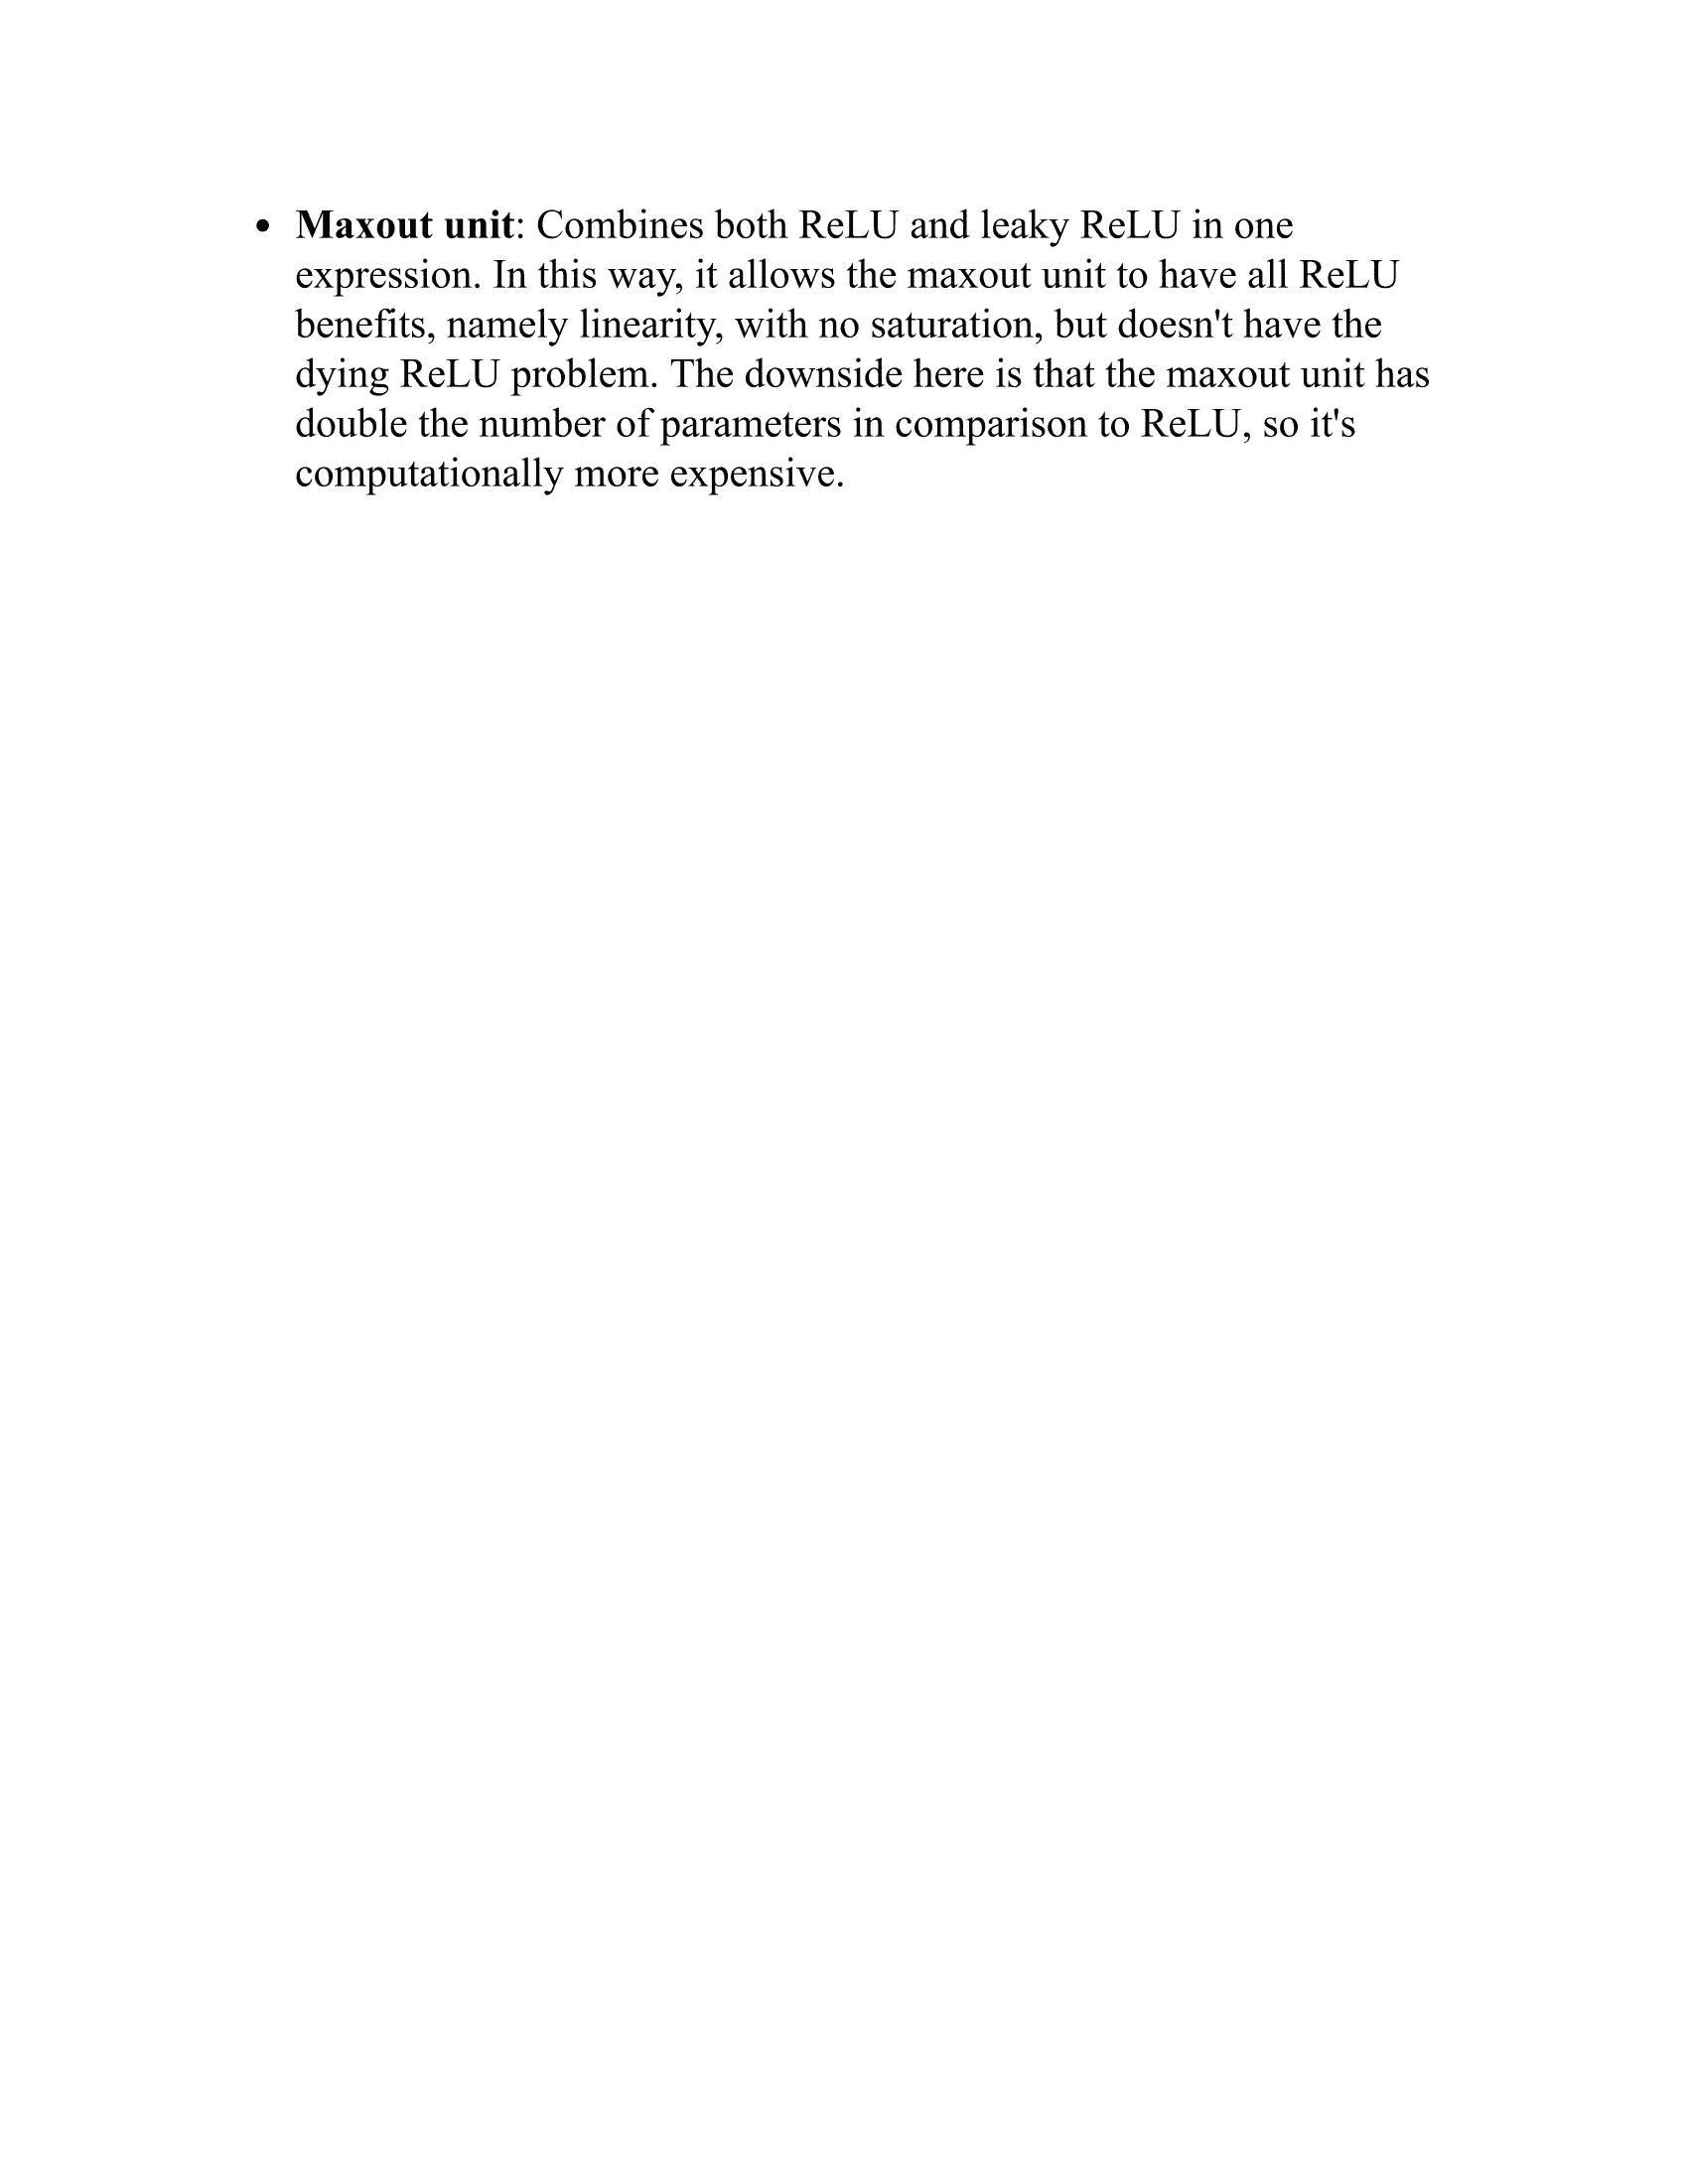 • Maxout unit: Combines both ReLU and leaky ReLU in one
expression. In this way, it allows the maxout unit to have all ReLU
benefits, namely linearity, with no saturation, but doesn't have the
dying ReLU problem. The downside here is that the maxout unit has
double the number of parameters in comparison to ReLU, so it's
computationally more expensive.